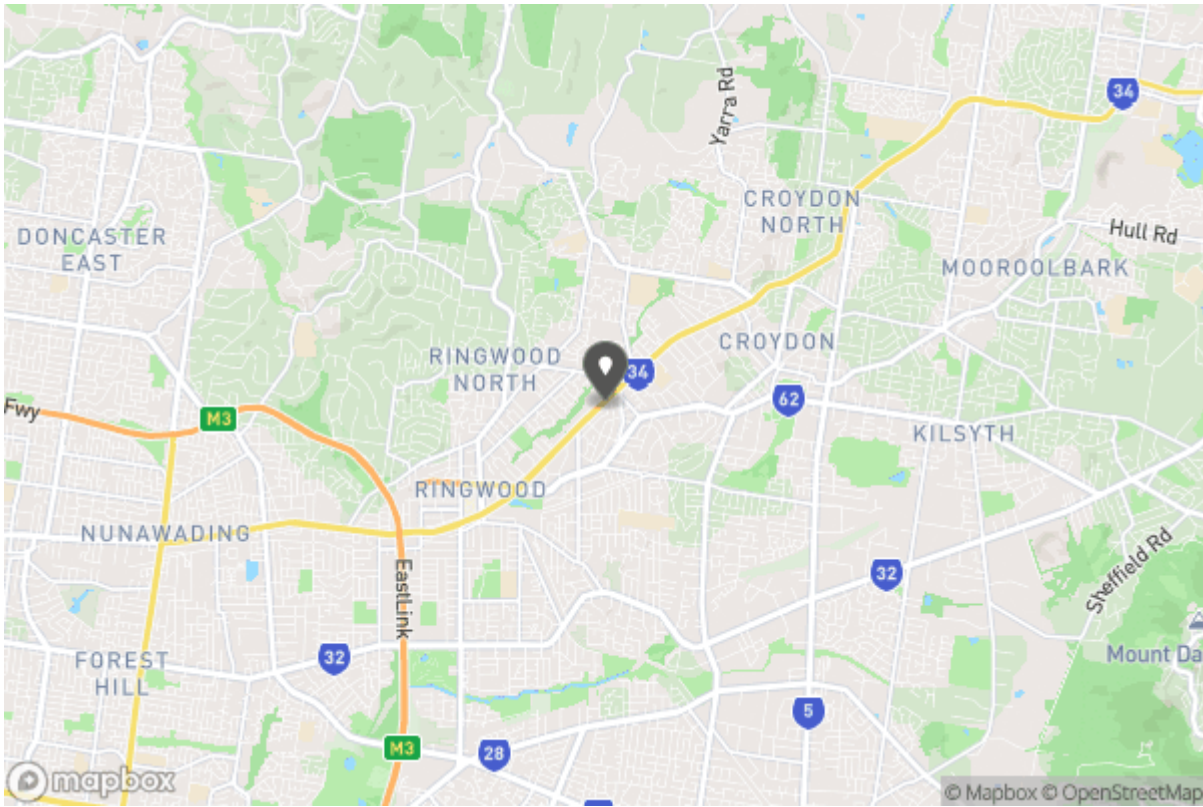 34
Yarra Rd
CROYDON
NORTH
Hull Rd
DONCASTER
EAST
MOOROOLBARK
CROYDON
RINGWOOD
NORTH
34
62
Fwy
M3
KILSYTH
RINGWOOD
NUNAWADING
EastLink
32
Sheffield Rd
FOREST
HILL
32
Mount Da
5
M3
28
mapbox
© Mapbox © OpenStreetMap